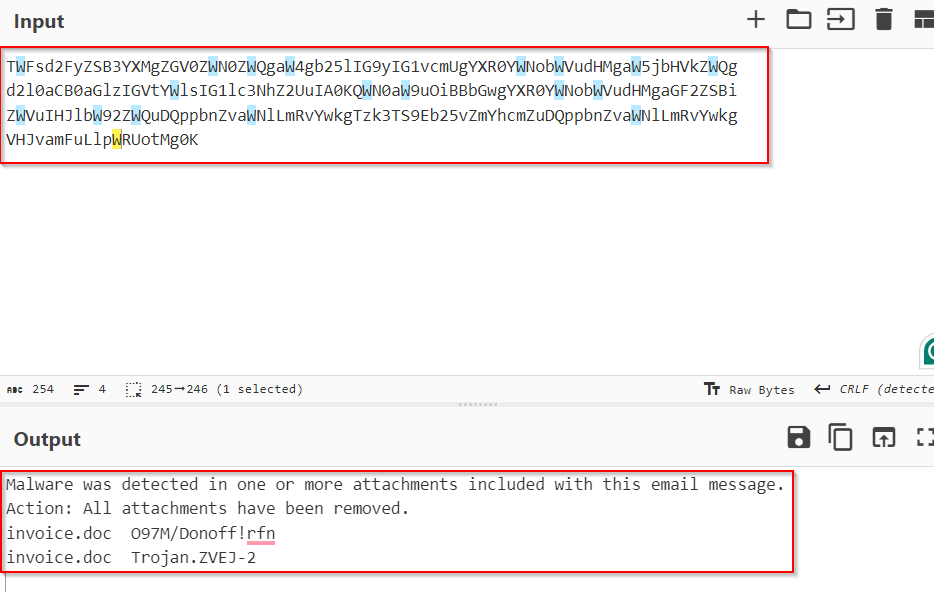 Input
TWFsd2FyZSB3YXMgZGV0ZWN0ZWQgaW4gb25lIG9yIG1vcmUgYXR0YWNobWVudHMgaW5jbHVkZWQg
d2l0aCB0aGlzIGVtYWlsIG1lc3NhZ2UuIA0KQWN0aW9uOiBBbGwgYXR0YWNobWVudHMgaGF2ZSBi
ZWVuIHJlbW92ZWQuDQppbnZvaWNlLmRvYwkgTzk3TS9Eb25vZmYhcmZuDQppbnZvaWNlLmRvYwkg
VHJvamFuLlpWRUotMg0K
ABC 254 4 245→246 (1 selected) Tт Raw Bytes CRLF (detecte
Output
Malware was detected in one or more attachments included with this email message.
Action: All attachments have been removed.
invoice.doc O97M/Donoff!rfn
invoice.doc Trojan.ZVEJ-2